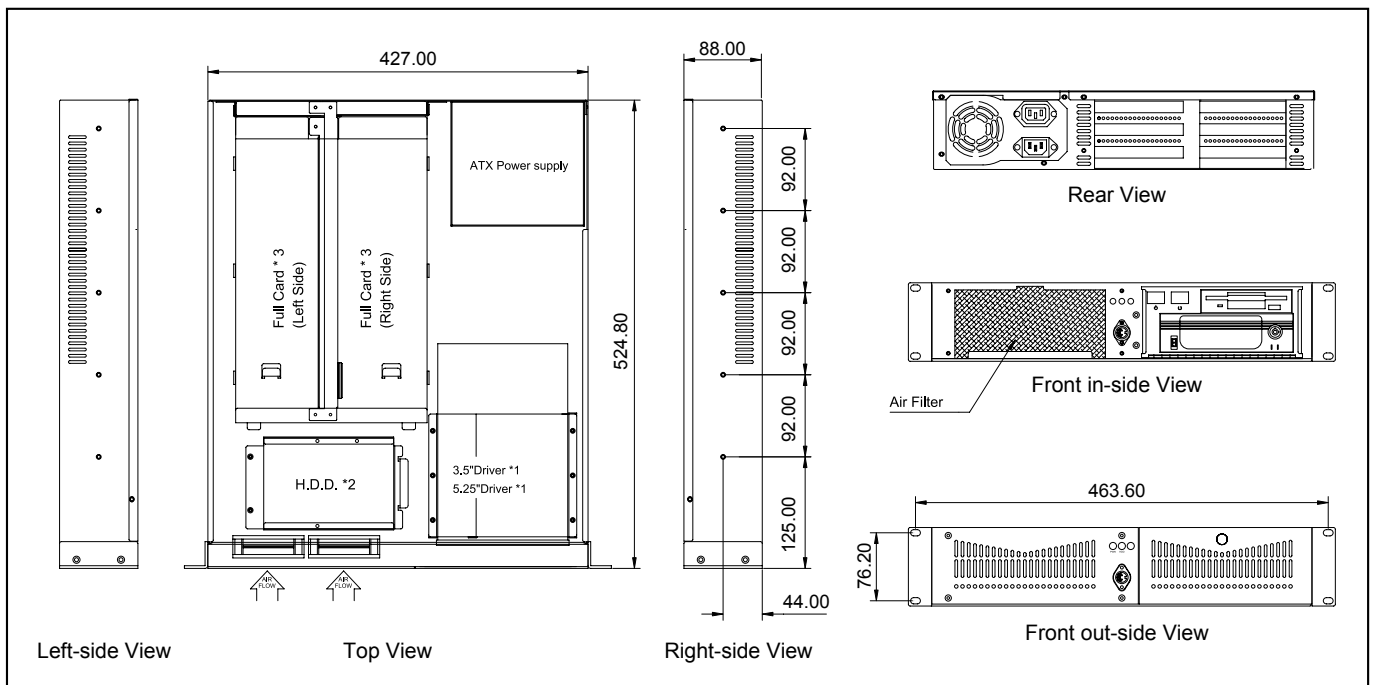 427.00
88.00
ATX Power supply
92.00
92.00
92.00
92.00
125.00
524.80
Full Card * 3
(Left Side)
Full Card * 3
(Right Side)
H.D.D. *2
3.5"Driver *1
5.25"Driver *1
AIR
FLOW
AIR
FLOW
44.00
Left-side View
Top View
Right-side View
Rear View
Front in-side View
Air Filter
463.60
76.20
Front out-side View